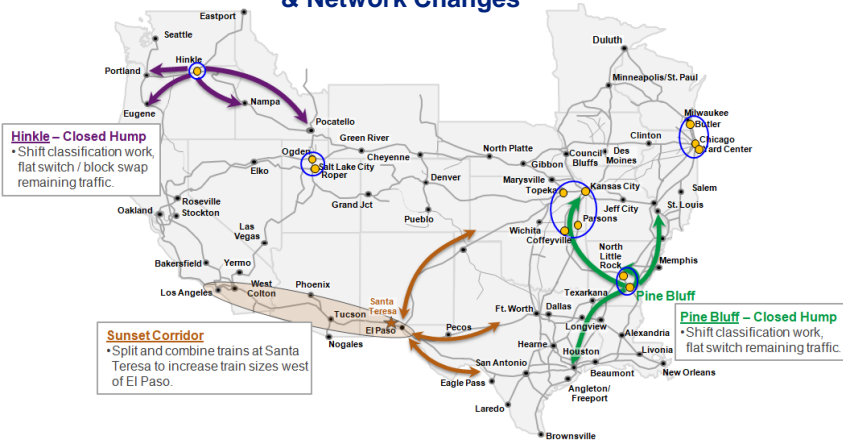 & Network Changes
Eastport
Seattle
Hinkle
Portland
Eugene
Nampa
Pocatello
Duluth
Minneapolis/St. Paul
Milwaukee
Butler
Chicago
Yard Center
Clinton
Des
Moines
Council
Bluffs
North Platte
Gibbon
Green River
Cheyenne
Ogden
Salt Lake City
Roper
Elko
Denver
Grand Jct
Pueblo
Marysville
Topeka
Kansas City
Jeff City
St. Louis
Salem
Parsons
Wichita
Coffeyville
Roseville
Stockton
Oakland
Las
Vegas
Bakersfield
Yermo
Los Angeles
West
Colton
Phoenix
Tucson
Nogales
Santa
Teresa
El Paso
Pecos
North
Little
Rock
Memphis
Pine Bluff
Texarkana
Ft. Worth
Dallas
Longview
Hearne
Houston
Alexandria
Livonia
Beaumont
New Orleans
San Antonio
Eagle Pass
Angleton/
Freeport
Laredo
Brownsville
Hinkle – Closed Hump
•Shift classification work,
flat switch / block swap
remaining traffic.
Sunset Corridor
•Split and combine trains at Santa
Teresa to increase train sizes west
of El Paso.
Pine Bluff – Closed Hump
•Shift classification work,
flat switch remaining traffic.